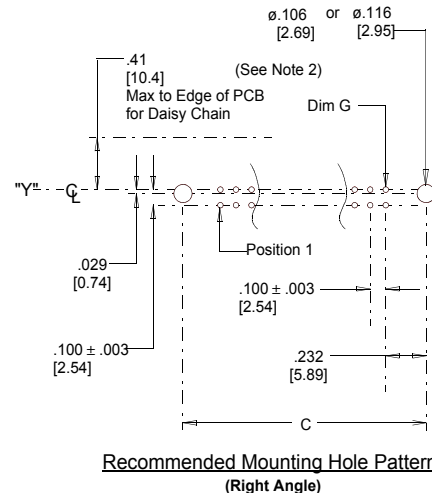 ø.106 or ø.116
[2.69] [2.95]
.41
[10.4]
Max to Edge of PCB
for Daisy Chain
(See Note 2)
Dim G
"Y" CL
Position 1
.029
[0.74]
.100 ± .003
[2.54]
.100 ± .003
[2.54]
.232
[5.89]
C
Recommended Mounting Hole Pattern
(Right Angle)